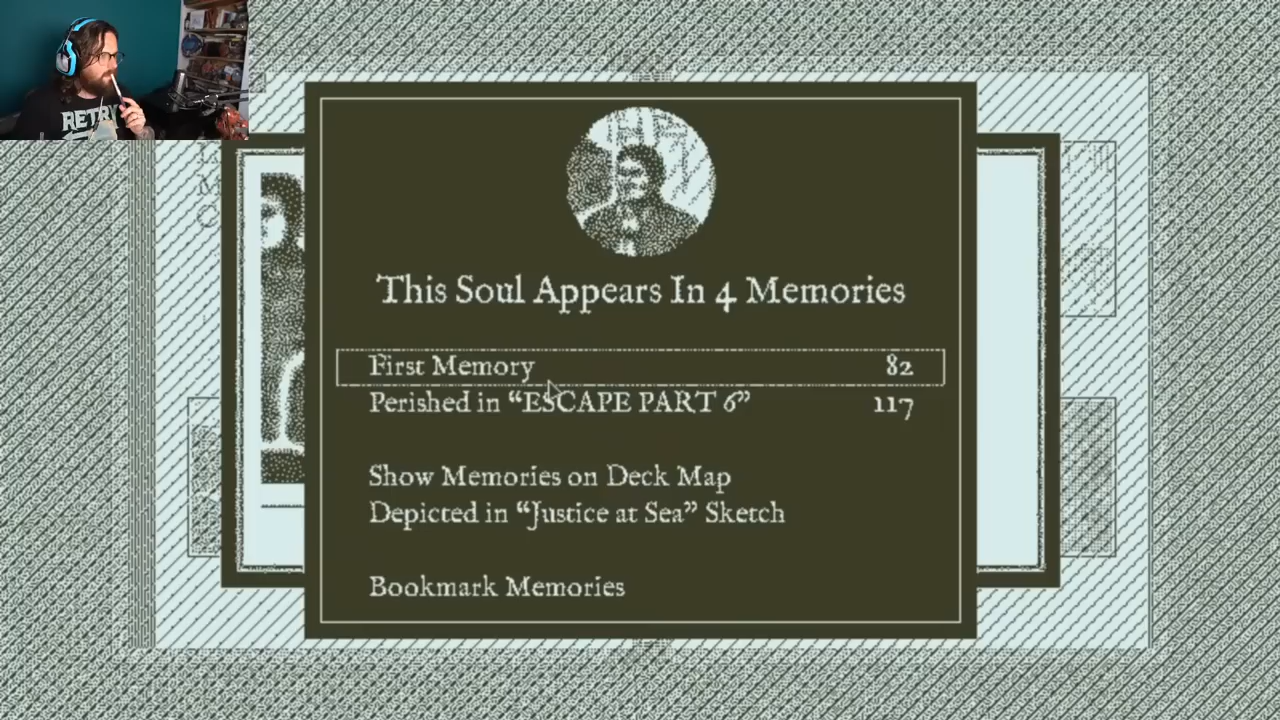 RETRY
This Soul Appears In 4 Memories
First Memory 82
Perished in “ESCAPE PART 6” 117
Show Memories on Deck Map
Depicted in “Justice at Sea” Sketch
Bookmark Memories